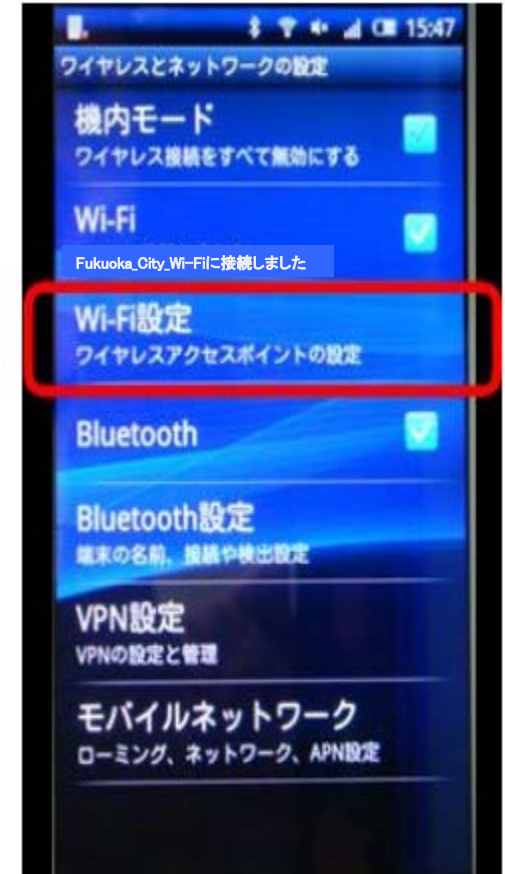 15:47
ワイヤレスとネットワークの設定
機内モード
ワイヤレス接続をすべて無効にする
Wi-Fi
Fukuoka_City_Wi-Fiに接続しました
Wi-Fi設定
ワイヤレスアクセスポイントの設定
Bluetooth
Bluetooth設定
端末の名前、接続や検出設定
VPN設定
VPNの設定と管理
モバイルネットワーク
ローミング、ネットワーク、APN設定